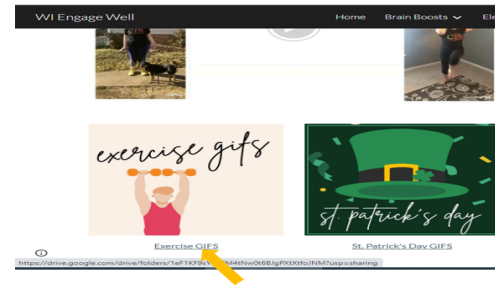 WI Engage Well
Home Brain Boosts
exercise gifs
st. patrick's day
Exercise GIFS
St. Patrick's Day GIFS